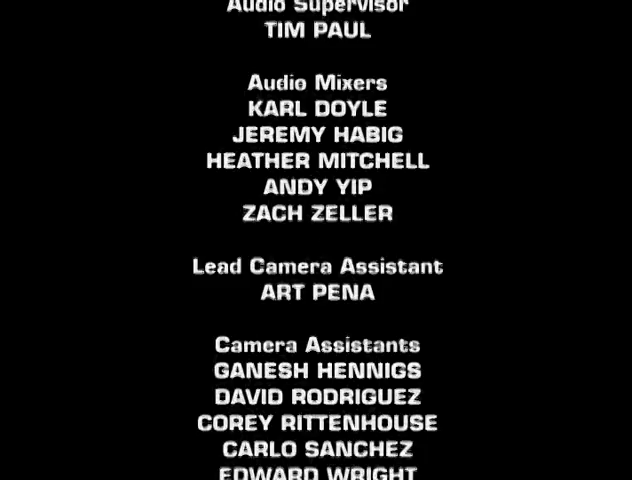 Audio Supervisor
TIM PAUL
Audio Mixers
KARL DOYLE
JEREMY HABIG
HEATHER MITCHELL
ANDY YIP
ZACH ZELLER
Lead Camera Assistant
ART PENA
Camera Assistants
GANESH HENNIGS
DAVID RODRIGUEZ
COREY RITTENHOUSE
CARLO SANCHEZ
EDWARD WRIGHT